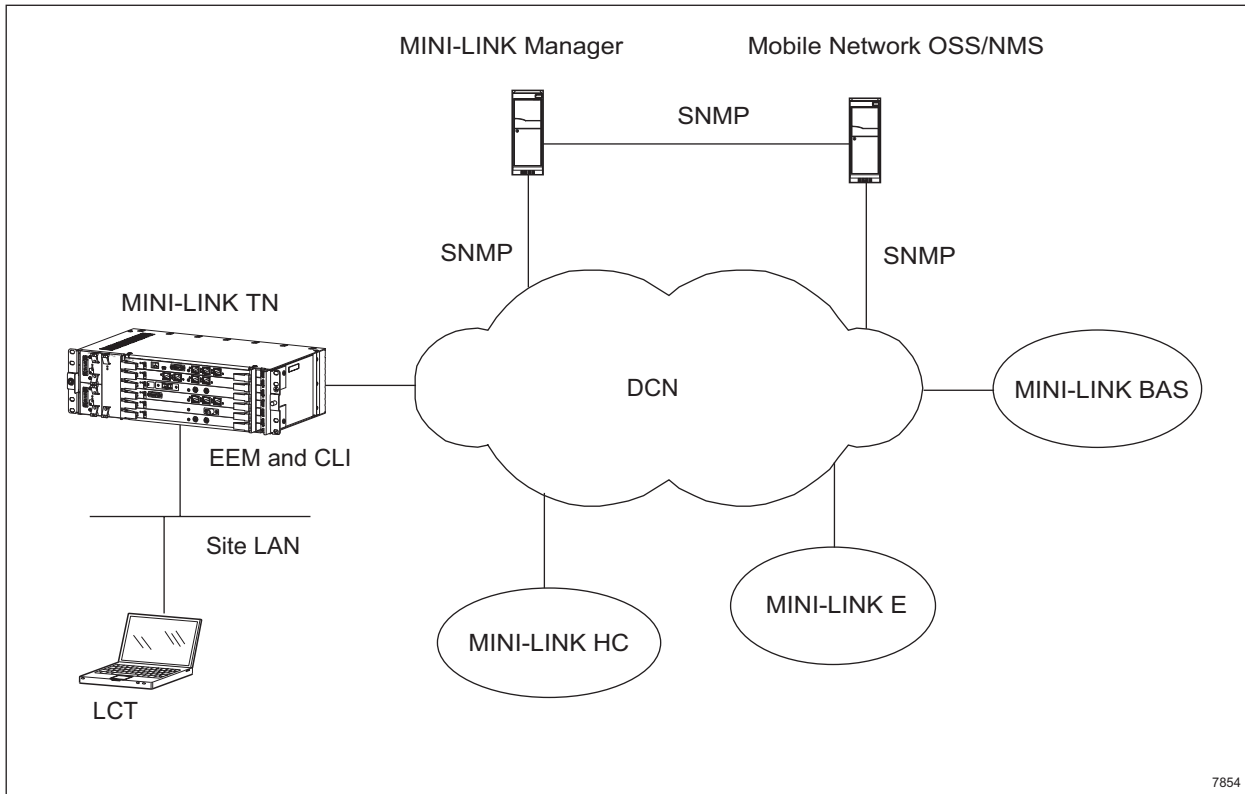 MINI-LINK Manager
Mobile Network OSS/NMS
SNMP
SNMP
SNMP
MINI-LINK TN
DCN
MINI-LINK BAS
EEM and CLI
Site LAN
MINI-LINK E
MINI-LINK HC
LCT
7854